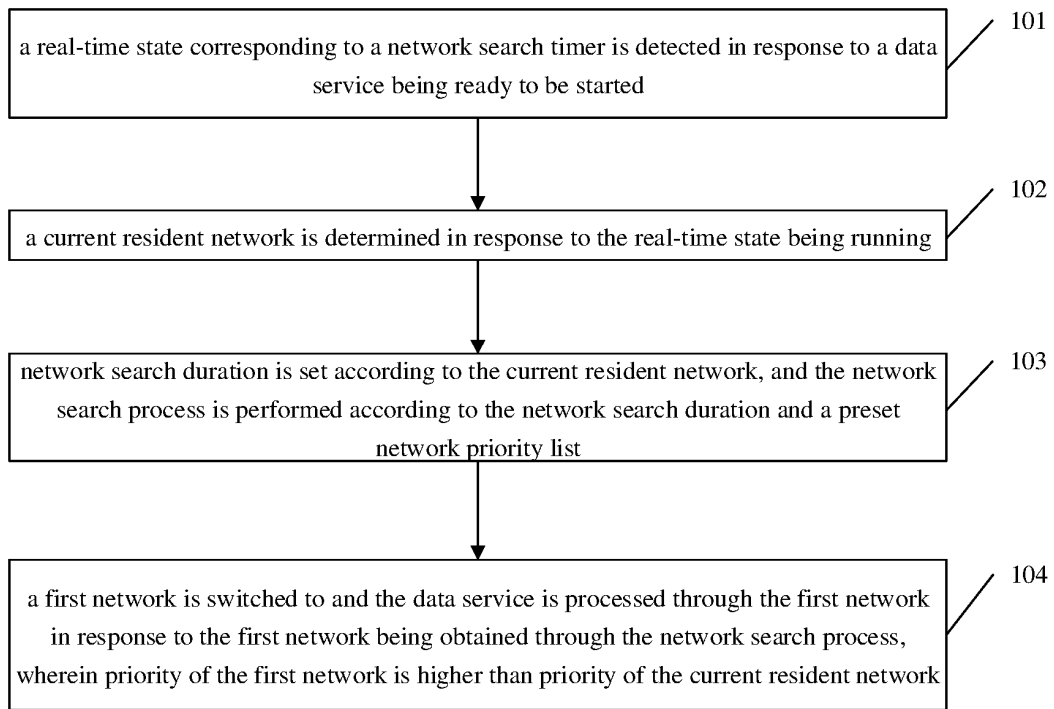 a real-time state corresponding to a network search timer is detected in response to a data
service being ready to be started
101
a current resident network is determined in response to the real-time state being running
102
network search duration is set according to the current resident network, and the network
search process is performed according to the network search duration and a preset
network priority list
103
a first network is switched to and the data service is processed through the first network
in response to the first network being obtained through the network search process,
wherein priority of the first network is higher than priority of the current resident network
104